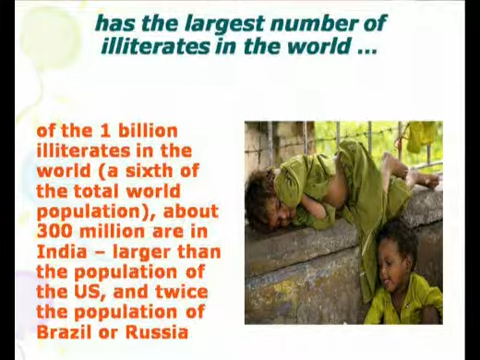 has the largest number of
illiterates in the world ...
of the 1 billion
illiterates in the
world (a sixth of
the total world
population), about
300 million are in
India – larger than
the population of
the US, and twice
the population of
Brazil or Russia